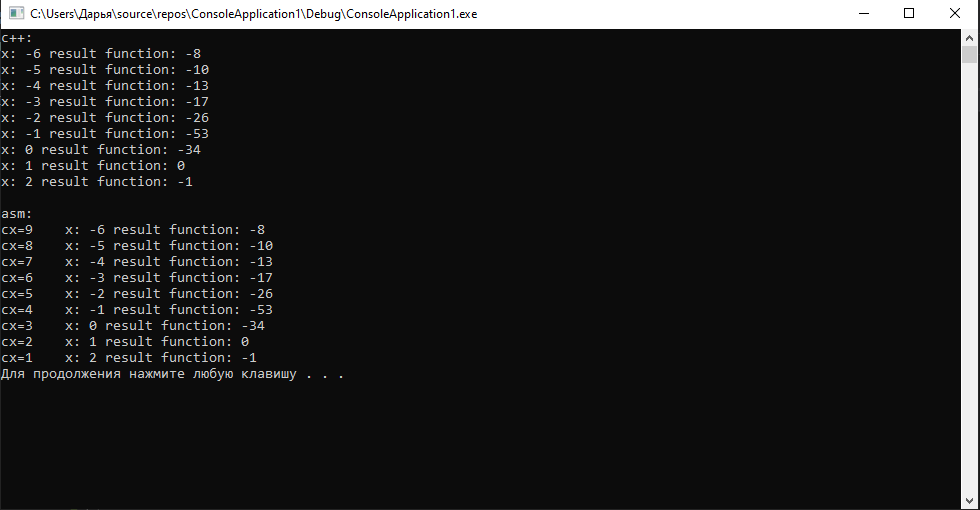 C:\Users\Дарья\source\repos\ConsoleApplication1\Debug\ConsoleApplication1.exe
c++:
x: -6 result function: -8
x: -5 result function: -10
x: -4 result function: -13
x: -3 result function: -17
x: -2 result function: -26
x: -1 result function: -53
x: 0 result function: -34
x: 1 result function: 0
x: 2 result function: -1
asm:
cx=9    x: -6 result function: -8
cx=8    x: -5 result function: -10
cx=7    x: -4 result function: -13
cx=6    x: -3 result function: -17
cx=5    x: -2 result function: -26
cx=4    x: -1 result function: -53
cx=3    x: 0 result function: -34
cx=2    x: 1 result function: 0
cx=1    x: 2 result function: -1
Для продолжения нажмите любую клавишу . . .